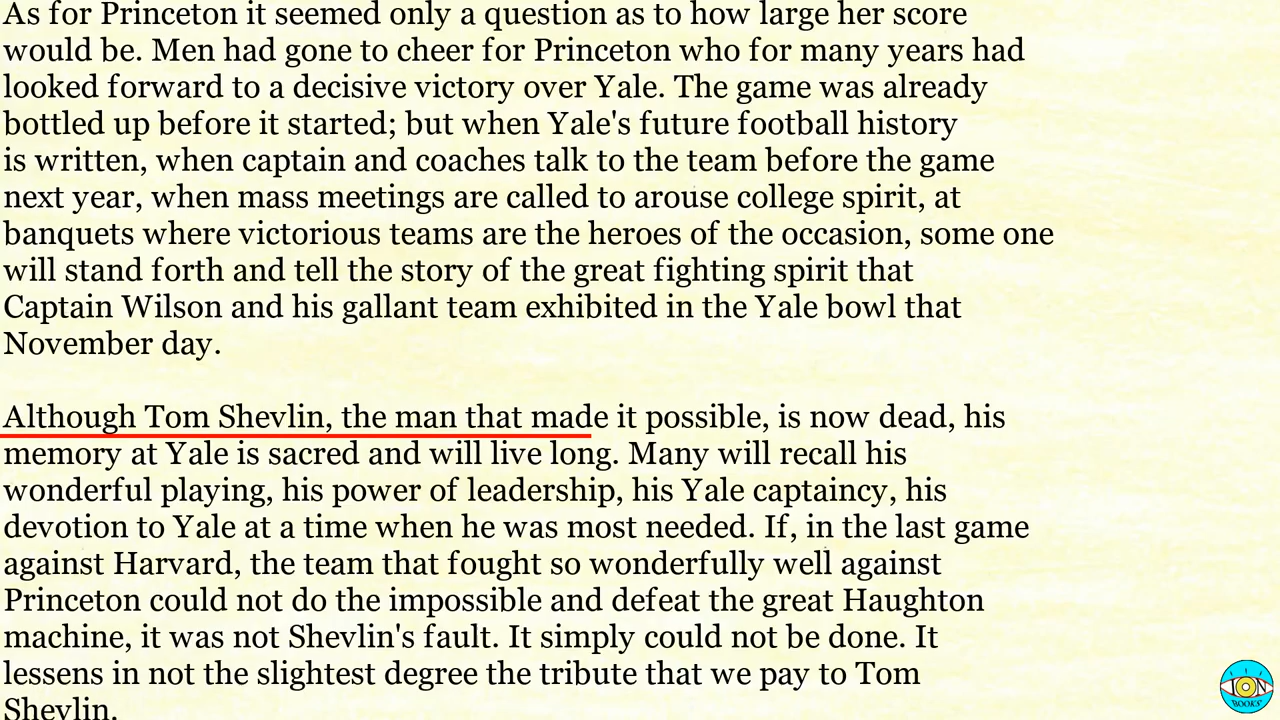 As for Princeton it seemed only a question as to how large her score
would be. Men had gone to cheer for Princeton who for many years had
looked forward to a decisive victory over Yale. The game was already
bottled up before it started; but when Yale's future football history
is written, when captain and coaches talk to the team before the game
next year, when mass meetings are called to arouse college spirit, at
banquets where victorious teams are the heroes of the occasion, some one
will stand forth and tell the story of the great fighting spirit that
Captain Wilson and his gallant team exhibited in the Yale bowl that
November day.
Although Tom Shevlin, the man that made it possible, is now dead, his
memory at Yale is sacred and will live long. Many will recall his
wonderful playing, his power of leadership, his Yale captaincy, his
devotion to Yale at a time when he was most needed. If, in the last game
against Harvard, the team that fought so wonderfully well against
Princeton could not do the impossible and defeat the great Haughton
machine, it was not Shevlin's fault. It simply could not be done. It
lessens in not the slightest degree the tribute that we pay to Tom
Shevlin.
ION
BOOKS